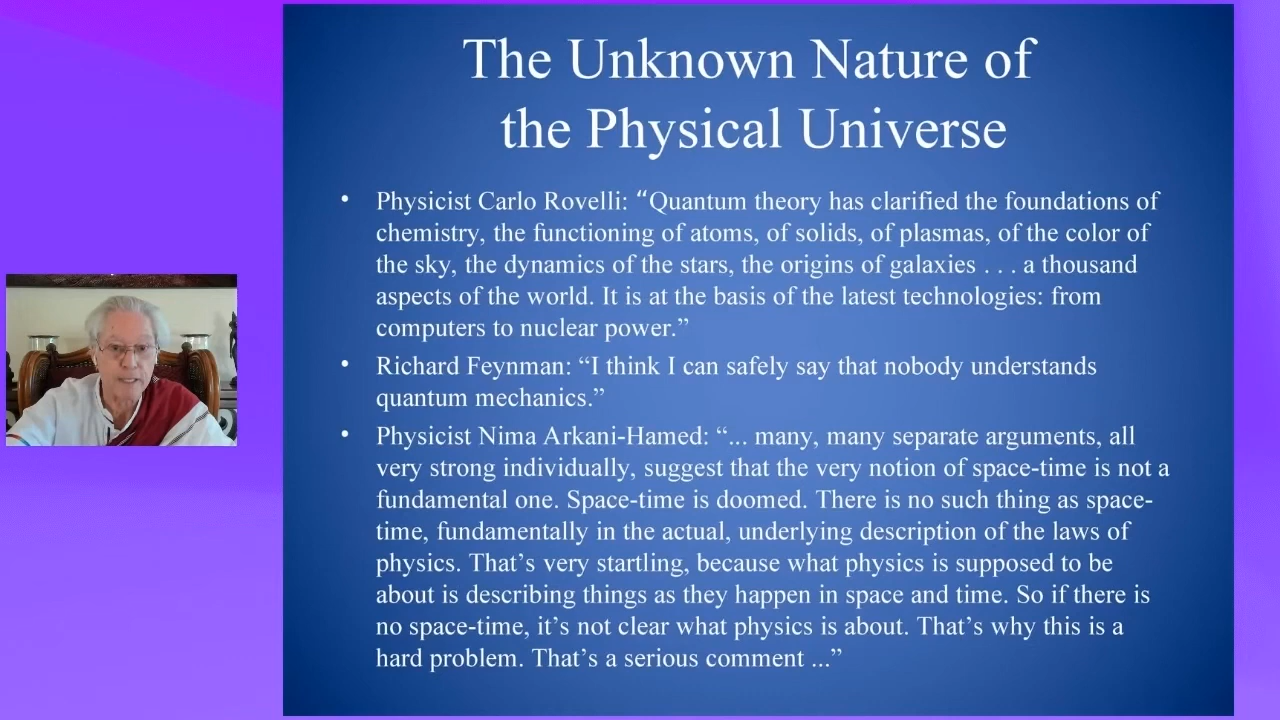 The Unknown Nature of
the Physical Universe
• Physicist Carlo Rovelli: “Quantum theory has clarified the foundations of
chemistry, the functioning of atoms, of solids, of plasmas, of the color of
the sky, the dynamics of the stars, the origins of galaxies . . . a thousand
aspects of the world. It is at the basis of the latest technologies: from
computers to nuclear power.”
• Richard Feynman: “I think I can safely say that nobody understands
quantum mechanics.”
• Physicist Nima Arkani-Hamed: “... many, many separate arguments, all
very strong individually, suggest that the very notion of space-time is not a
fundamental one. Space-time is doomed. There is no such thing as space-
time, fundamentally in the actual, underlying description of the laws of
physics. That’s very startling, because what physics is supposed to be
about is describing things as they happen in space and time. So if there is
no space-time, it’s not clear what physics is about. That’s why this is a
hard problem. That’s a serious comment ...”